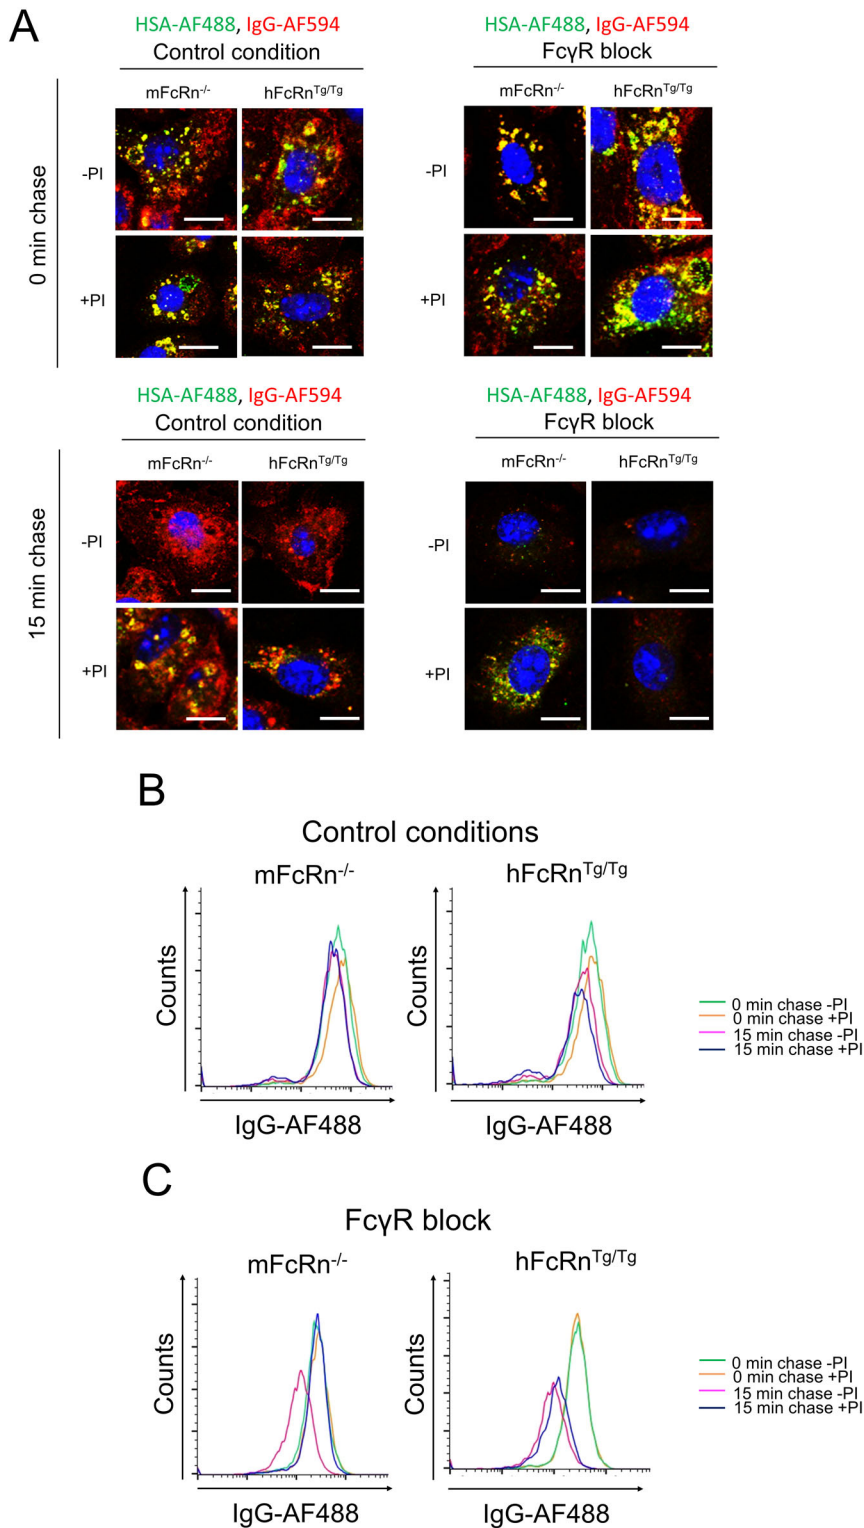 A
HSA-AF488, IgG-AF594
Control condition
mFcRn-/- hFcRnTg/Tg
HSA-AF488, IgG-AF594
FcγR block
mFcRn-/- hFcRnTg/Tg
0 min chase
-PI
+PI
-PI
+PI
HSA-AF488, IgG-AF594
Control condition
mFcRn-/- hFcRnTg/Tg
HSA-AF488, IgG-AF594
FcγR block
mFcRn-/- hFcRnTg/Tg
15 min chase
-PI
+PI
-PI
+PI
B
Control conditions
mFcRn-/- hFcRnTg/Tg
Counts
Counts
IgG-AF488
IgG-AF488
0 min chase -PI
0 min chase +PI
15 min chase -PI
15 min chase +PI
C
FcγR block
mFcRn-/- hFcRnTg/Tg
Counts
Counts
IgG-AF488
IgG-AF488
0 min chase -PI
0 min chase +PI
15 min chase -PI
15 min chase +PI